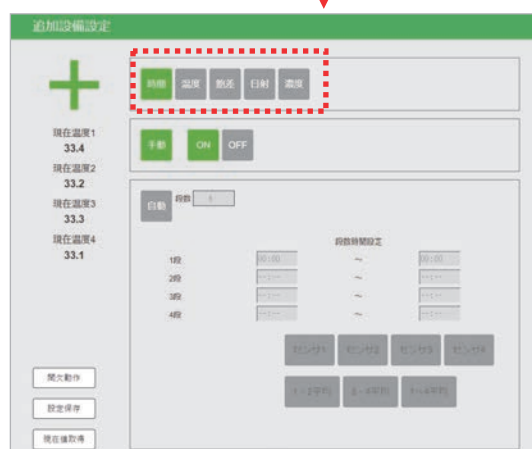 追加設備設定
時間 温度 飽差 日射 濃度
現在温度1
33.4
現在温度2
33.2
現在温度3
33.3
現在温度4
33.1
手動 ON OFF
自動 段数 1
段数時間設定
1段 00:00 ～ 00:00
2段 --:-- ～ --:--
3段 --:-- ～ --:--
4段 --:-- ～ --:--
センサ1 センサ2 センサ3 センサ4
1・2平均 3・4平均 1～4平均
間欠動作
設定保存
現在値取得